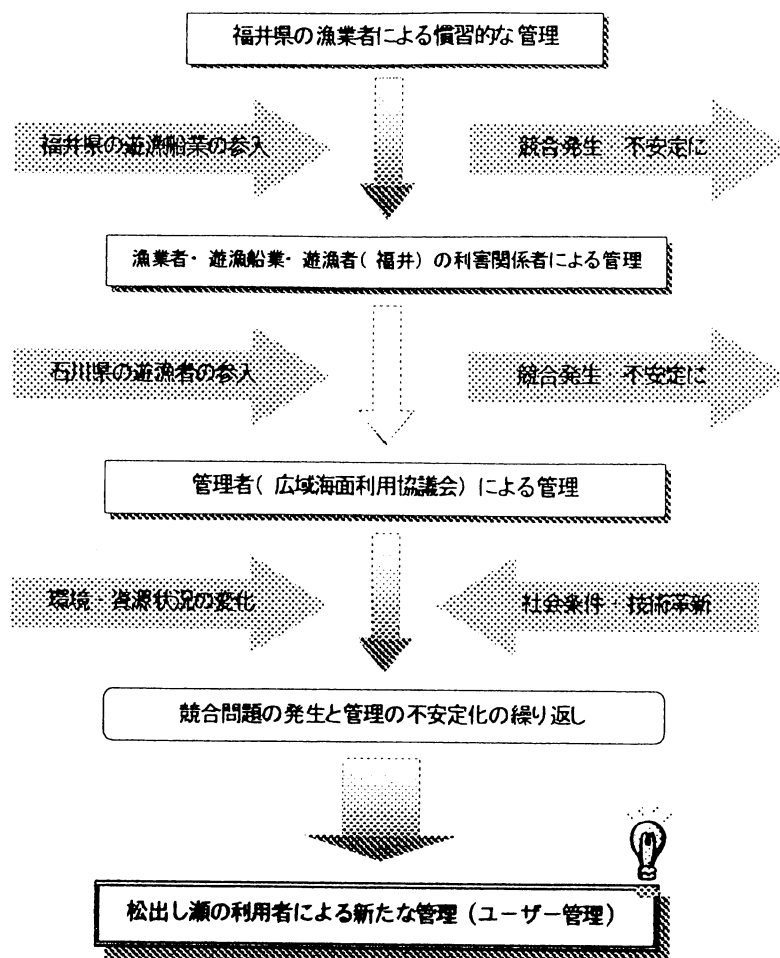 福井県の漁業者による慣習的な管理
福井県の遊漁船業の参入
競合発生・不安定に
漁業者・遊漁船業・遊漁者(福井)の利害関係者による管理
石川県の遊漁者の参入
競合発生・不安定に
管理者(広域海面利用協議会)による管理
環境・資源状況の変化
社会条件・技術革新
競合問題の発生と管理の不安定化の繰り返し
松出し瀬の利用者による新たな管理(ユーザー管理)